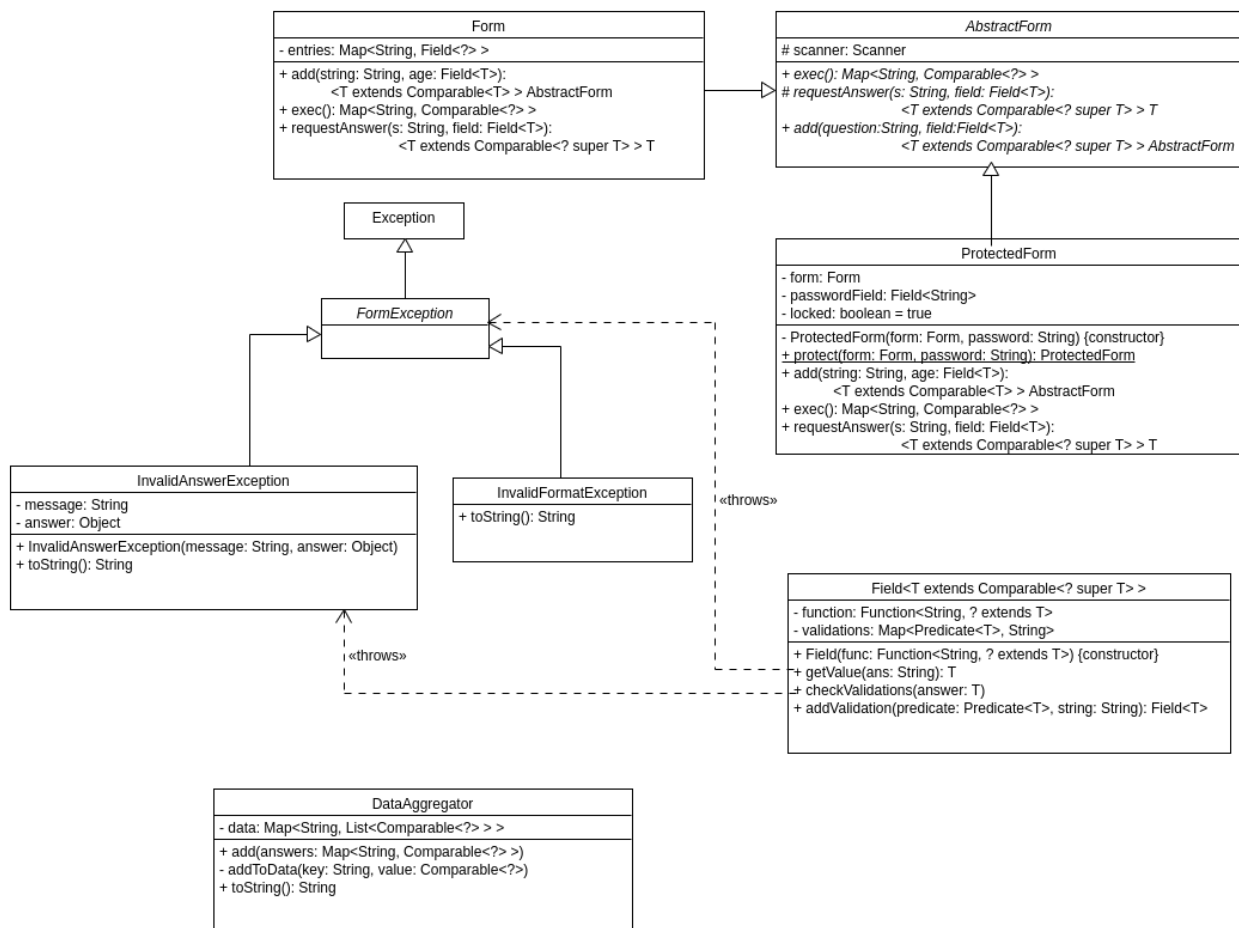 Form
- entries: Map<String, Field<?> >
+ add(string: String, age: Field<T>):
<T extends Comparable<T> > AbstractForm
+ exec(): Map<String, Comparable<?> >
+ requestAnswer(s: String, field: Field<T>):
<T extends Comparable<? super T> > T
AbstractForm
# scanner: Scanner
+ exec(): Map<String, Comparable<?> >
# requestAnswer(s: String, field: Field<T>):
<T extends Comparable<? super T> > T
+ add(question:String, field:Field<T>):
<T extends Comparable<? super T> > AbstractForm
Exception
FormException
ProtectedForm
- form: Form
- passwordField: Field<String>
- locked: boolean = true
- ProtectedForm(form: Form, password: String) {constructor}
+ protect(form: Form, password: String): ProtectedForm
+ add(string: String, age: Field<T>):
<T extends Comparable<T> > AbstractForm
+ exec(): Map<String, Comparable<?> >
+ requestAnswer(s: String, field: Field<T>):
<T extends Comparable<? super T> > T
InvalidAnswerException
- message: String
- answer: Object
+ InvalidAnswerException(message: String, answer: Object)
+ toString(): String
InvalidFormatException
+ toString(): String
«throws»
«throws»
Field<T extends Comparable<? super T> >
- function: Function<String, ? extends T>
- validations: Map<Predicate<T>, String>
+ Field(func: Function<String, ? extends T>) {constructor}
+ getValue(ans: String): T
+ checkValidations(answer: T)
+ addValidation(predicate: Predicate<T>, string: String): Field<T>
DataAggregator
- data: Map<String, List<Comparable<?> > >
+ add(answers: Map<String, Comparable<?> >)
- addToData(key: String, value: Comparable<?>)
+ toString(): String